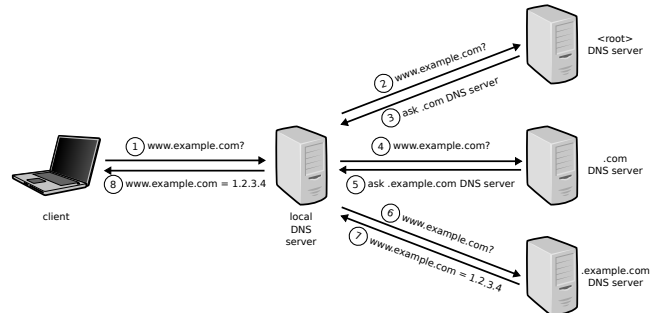 <root>
DNS server
2 www.example.com?
3 ask .com DNS server
1 www.example.com?
8 www.example.com = 1.2.3.4
client
local
DNS
server
4 www.example.com?
5 ask .example.com DNS server
.com
DNS server
6 www.example.com?
7 www.example.com = 1.2.3.4
.example.com
DNS server